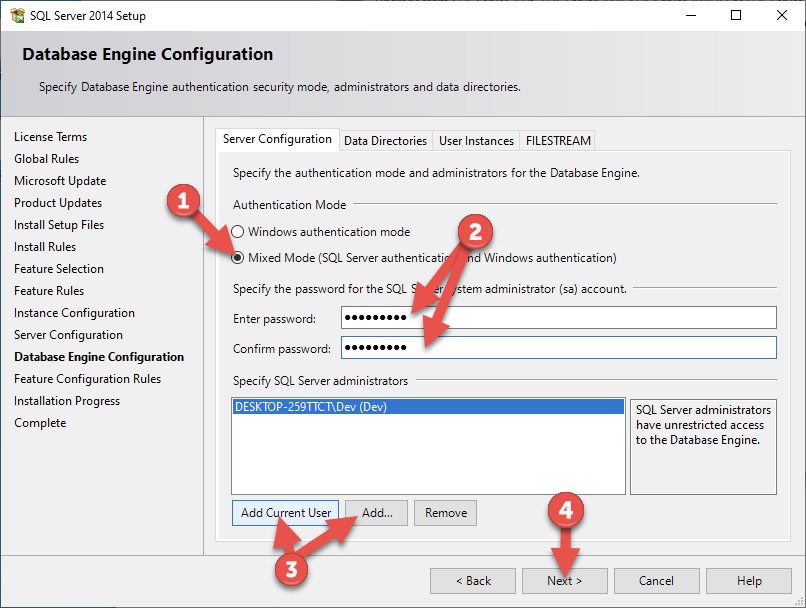 SQL Server 2014 Setup
Database Engine Configuration
Specify Database Engine authentication security mode, administrators and data directories.
License Terms
Global Rules
Microsoft Update
Product Updates
Install Setup Files
Install Rules
Feature Selection
Feature Rules
Instance Configuration
Server Configuration
Database Engine Configuration
Feature Configuration Rules
Installation Progress
Complete
Server Configuration Data Directories User Instances FILESTREAM
Specify the authentication mode and administrators for the Database Engine.
Authentication Mode
1
Windows authentication mode
2
Mixed Mode (SQL Server authentication and Windows authentication)
Specify the password for the SQL Server system administrator (sa) account.
Enter password: ●●●●●●●●●
Confirm password: ●●●●●●●●●
Specify SQL Server administrators
DESKTOP-259TTCT\Dev (Dev)
SQL Server administrators
have unrestricted access
to the Database Engine.
Add Current User Add... Remove
3
4
< Back Next > Cancel Help